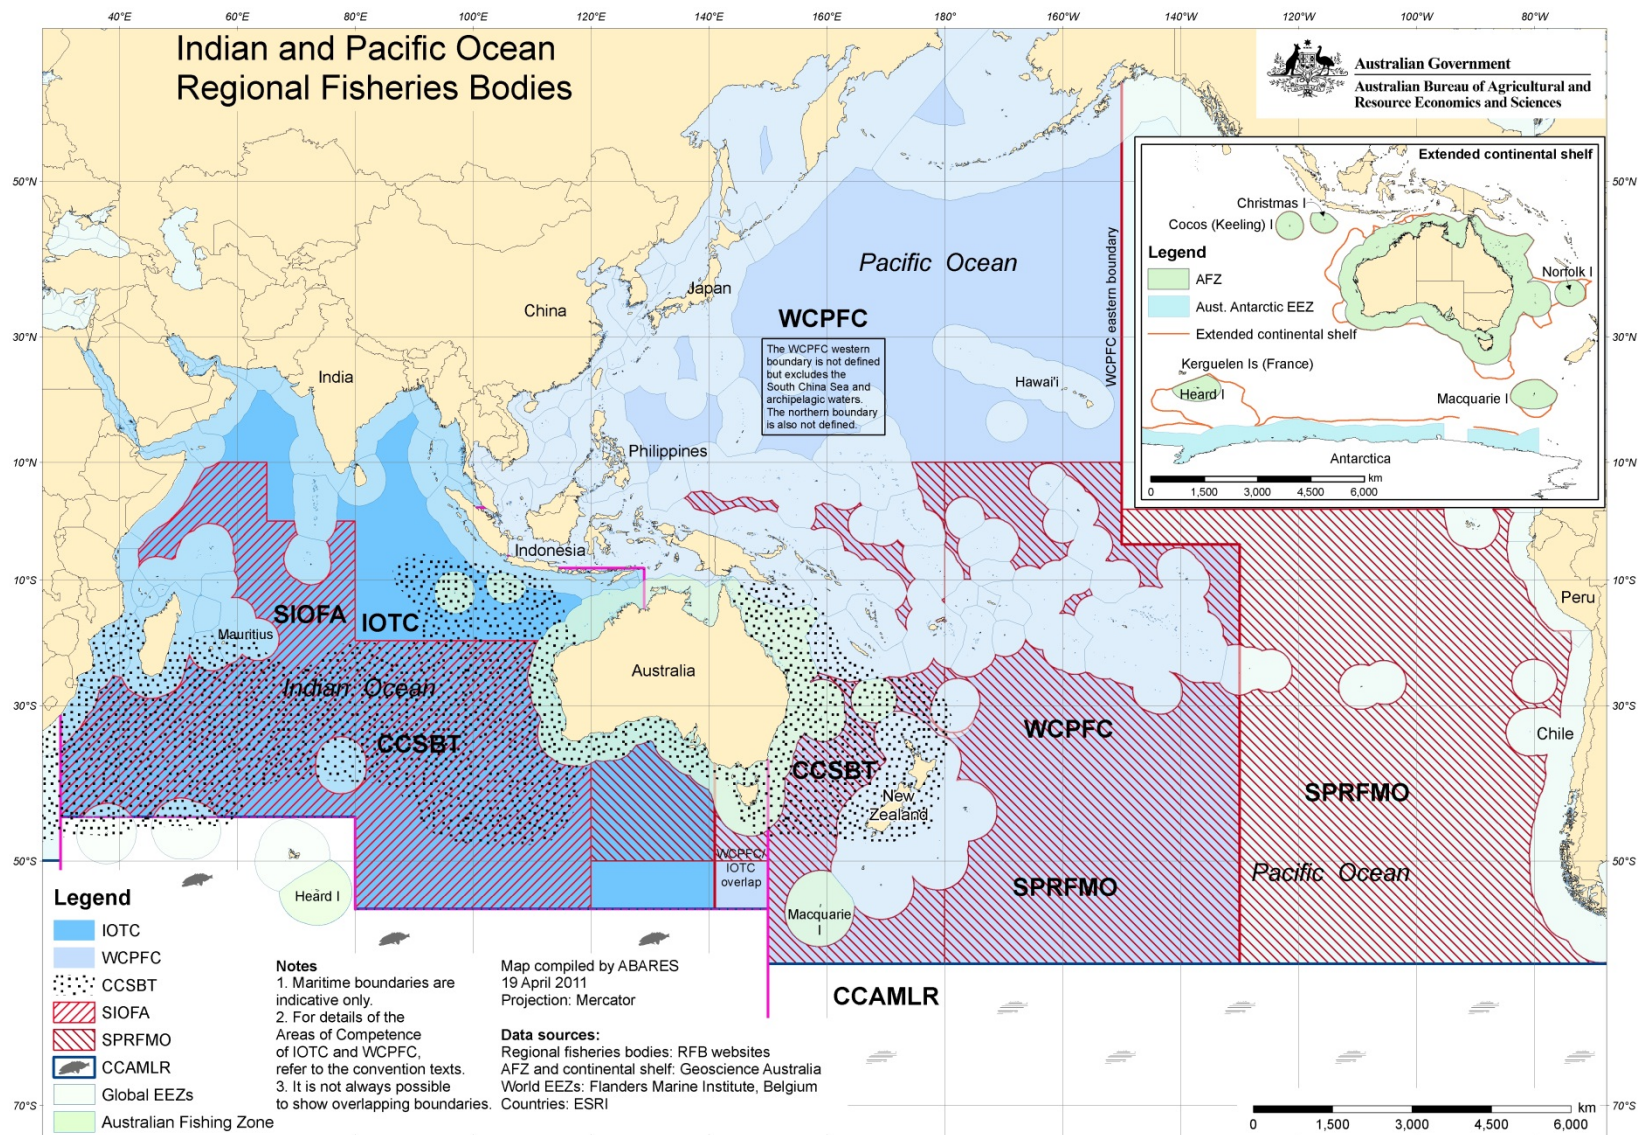 40°E 60°E 80°E 100°E 120°E 140°E 160°E 180° 160°W 140°W 120°W 100°W 80°W
Indian and Pacific Ocean
Regional Fisheries Bodies
Australian Government
Australian Bureau of Agricultural and
Resource Economics and Sciences
Extended continental shelf
Christmas I
Cocos (Keeling) I
Legend
AFZ
Aust. Antarctic EEZ
Extended continental shelf
Norfolk I
Kerguelen Is (France)
Heard I
Macquarie I
Antarctica
km
0 1,500 3,000 4,500 6,000
50°N 50°N
30°N 30°N
10°N 10°N
10°S 10°S
30°S 30°S
50°S 50°S
70°S 70°S
Pacific Ocean
WCPFC eastern boundary
Japan
China
WCPFC
The WCPFC western
boundary is not defined
but excludes the
South China Sea and
archipelagic waters.
The northern boundary
is also not defined.
India
Hawai'i
Philippines
Indonesia
SIOFA
IOTC
Mauritius
Peru
Australia
Indian Ocean
CCSBT
WCPFC
Chile
CCSBT
New
Zealand
SPRFMO
WCPFC/
IOTC
overlap
Pacific Ocean
SPRFMO
Heard I
Macquarie
I
CCAMLR
Legend
IOTC
WCPFC
CCSBT
SIOFA
SPRFMO
CCAMLR
Global EEZs
Australian Fishing Zone
Notes
1. Maritime boundaries are
indicative only.
2. For details of the
Areas of Competence
of IOTC and WCPFC,
refer to the convention texts.
3. It is not always possible
to show overlapping boundaries.
Map compiled by ABARES
19 April 2011
Projection: Mercator
Data sources:
Regional fisheries bodies: RFB websites
AFZ and continental shelf: Geoscience Australia
World EEZs: Flanders Marine Institute, Belgium
Countries: ESRI
km
0 1,500 3,000 4,500 6,000